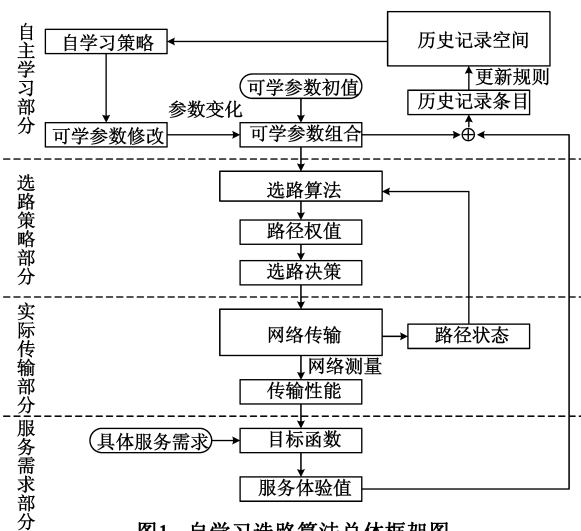 自主学习部分
自学习策略
历史记录空间
可学参数初值
更新规则
历史记录条目
参数变化
可学参数修改
可学参数组合
选路策略部分
选路算法
路径权值
选路决策
实际传输部分
网络传输
路径状态
网络测量
传输性能
服务需求部分
具体服务需求
目标函数
服务体验值
图1 自学习选路算法总体框架图